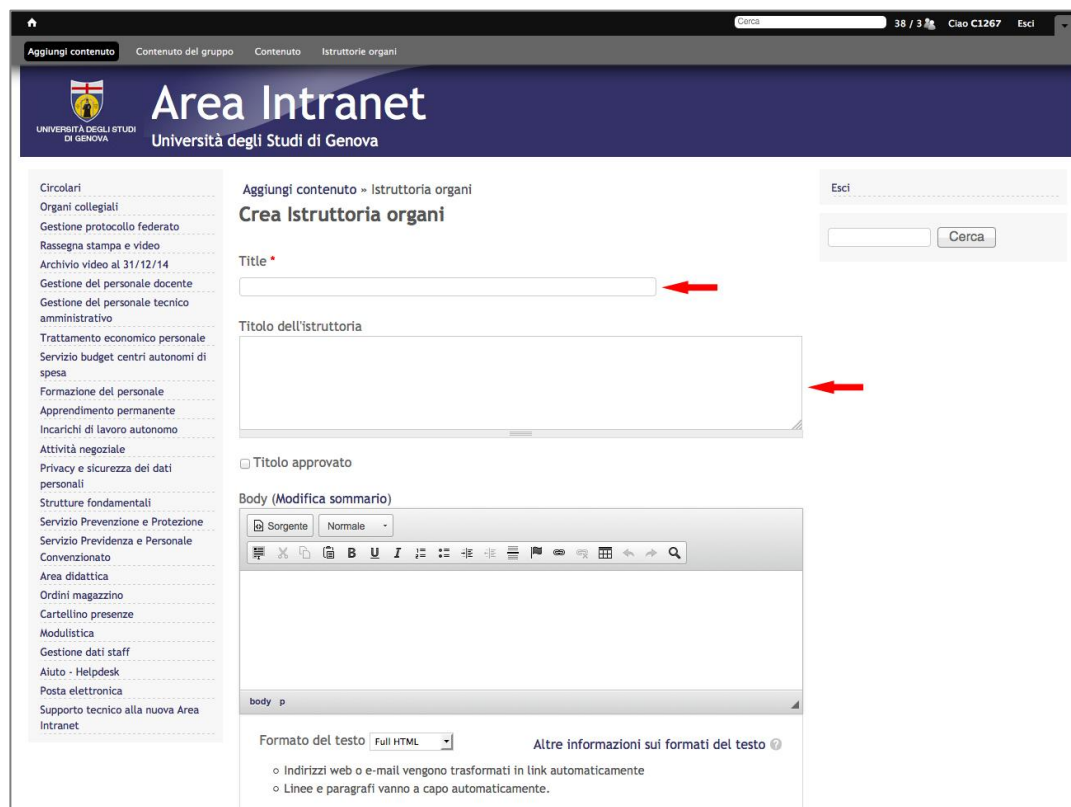 Cerca
38 / 3
Ciao C1267
Esci
Aggiungi contenuto
Contenuto del gruppo
Contenuto
Istruttorie organi
UNIVERSITÀ DEGLI STUDI
DI GENOVA
Area Intranet
Università degli Studi di Genova
Circolari
Organi collegiali
Gestione protocollo federato
Rassegna stampa e video
Archivio video al 31/12/14
Gestione del personale docente
Gestione del personale tecnico
amministrativo
Trattamento economico personale
Servizio budget centri autonomi di
spesa
Formazione del personale
Apprendimento permanente
Incarichi di lavoro autonomo
Attività negoziale
Privacy e sicurezza dei dati
personali
Strutture fondamentali
Servizio Prevenzione e Protezione
Servizio Previdenza e Personale
Convenzionato
Area didattica
Ordini magazzino
Cartellino presenze
Modulistica
Gestione dati staff
Aiuto - Helpdesk
Posta elettronica
Supporto tecnico alla nuova Area
Intranet
Aggiungi contenuto » Istruttoria organi
Crea Istruttoria organi
Title *
Titolo dell'istruttoria
Titolo approvato
Body (Modifica sommario)
Sorgente
Normale
B U I
body p
Formato del testo Full HTML
Altre informazioni sui formati del testo ?
Indirizzi web o e-mail vengono trasformati in link automaticamente
Linee e paragrafi vanno a capo automaticamente.
Esci
Cerca